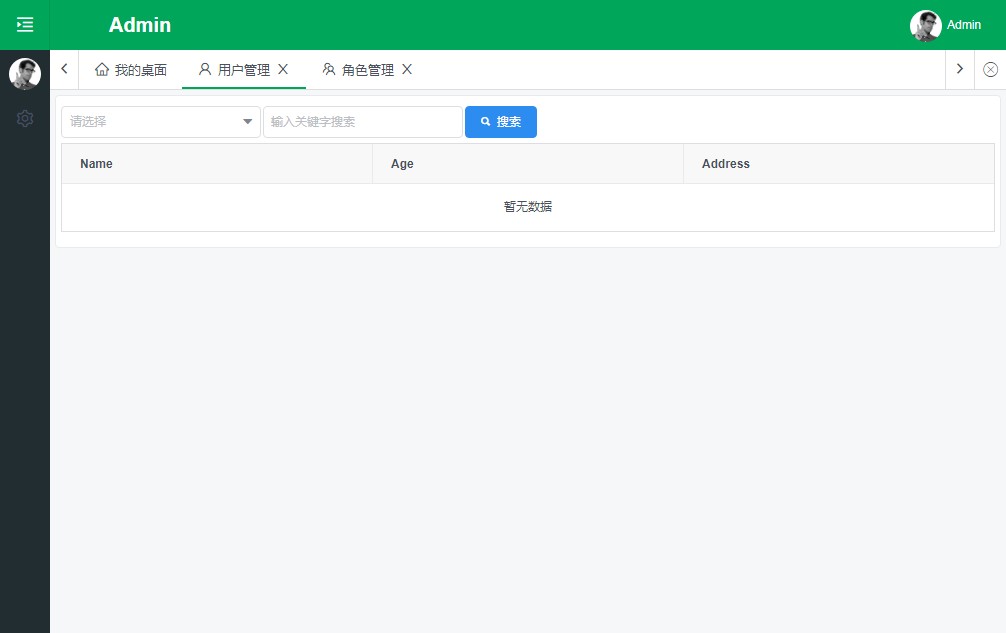 Admin
Admin
我的桌面
用户管理
角色管理
请选择
输入关键字搜索
搜索
Name
Age
Address
暂无数据